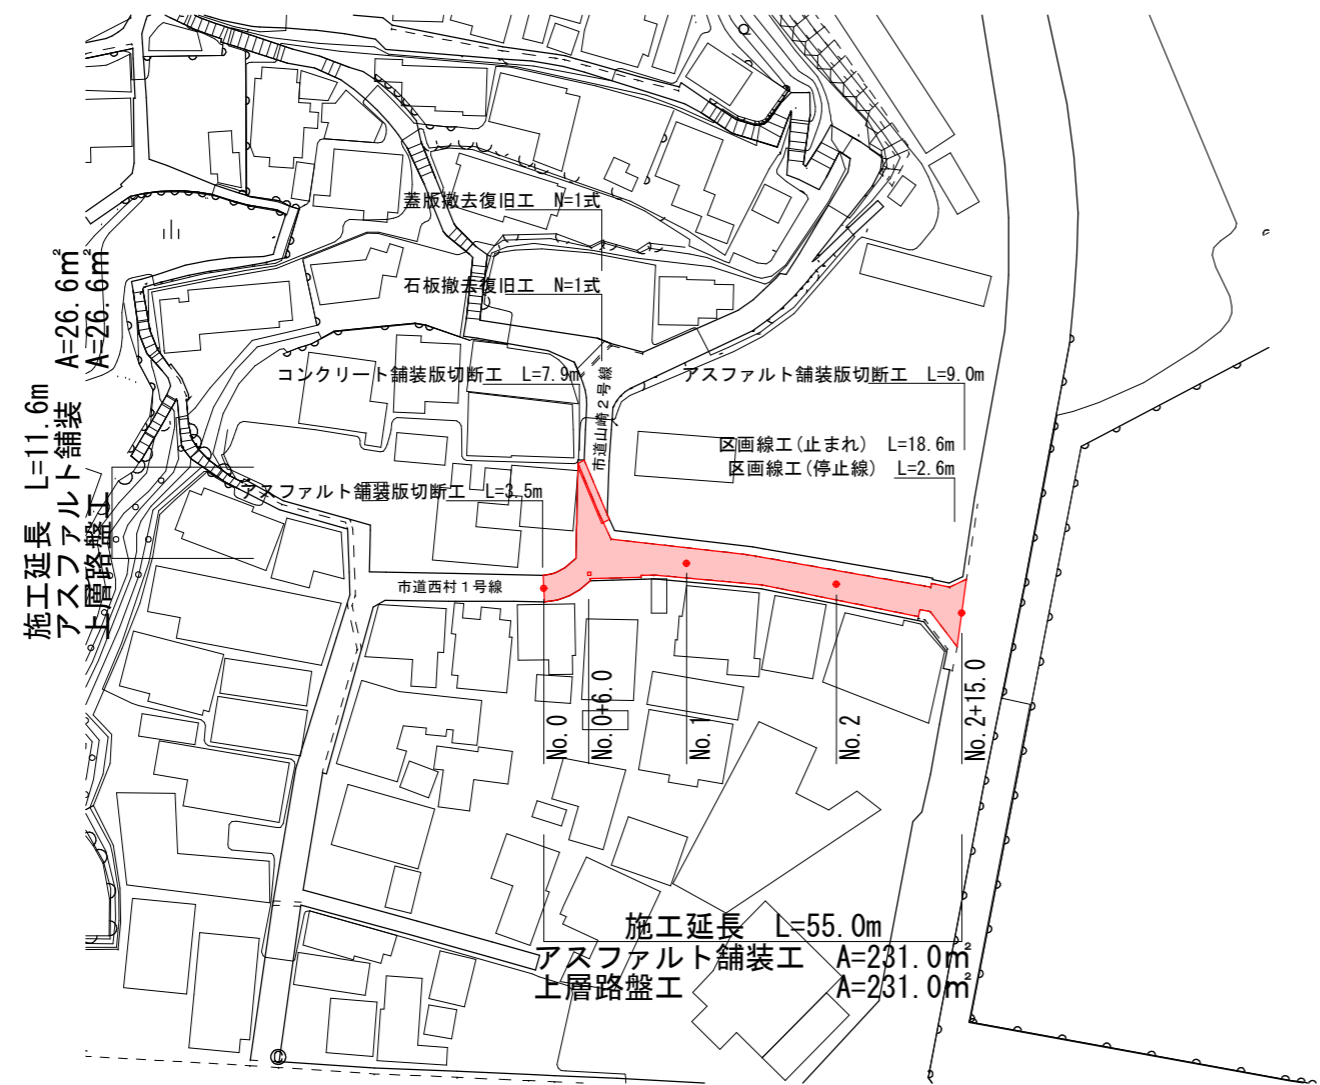 蓋版撤去復旧工 N=1式
石板撤去復旧工 N=1式
コンクリート舗装版切断工 L=7.9m
アスファルト舗装版切断工 L=9.0m
市道山崎2号線
区画線工(止まれ) L=18.6m
区画線工(停止線) L=2.6m
アスファルト舗装版切断工 L=3.5m
市道西村1号線
施工延長 L=11.6m
アスファルト舗装 A=26.6㎡
上層路盤工 A=26.6㎡
No.0
No.0+6.0
No.1
No.2
No.2+15.0
施工延長 L=55.0m
アスファルト舗装工 A=231.0㎡
上層路盤工 A=231.0㎡